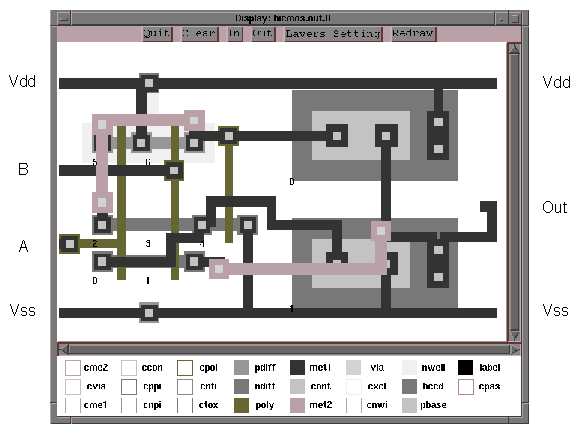 Display: bicmos.out.0
Quit Clear In Out Layers Setting Redraw
Vdd Vdd
5 6
B
0
Out
2 3 4
A
0 1
1
Vss Vss
cme2 ccon cpol pdiff met1 via nwell label
cvia cppi cnti ndiff cont cxcl bccd cpas
cme1 cnpi ctox poly met2 cnwi pbase